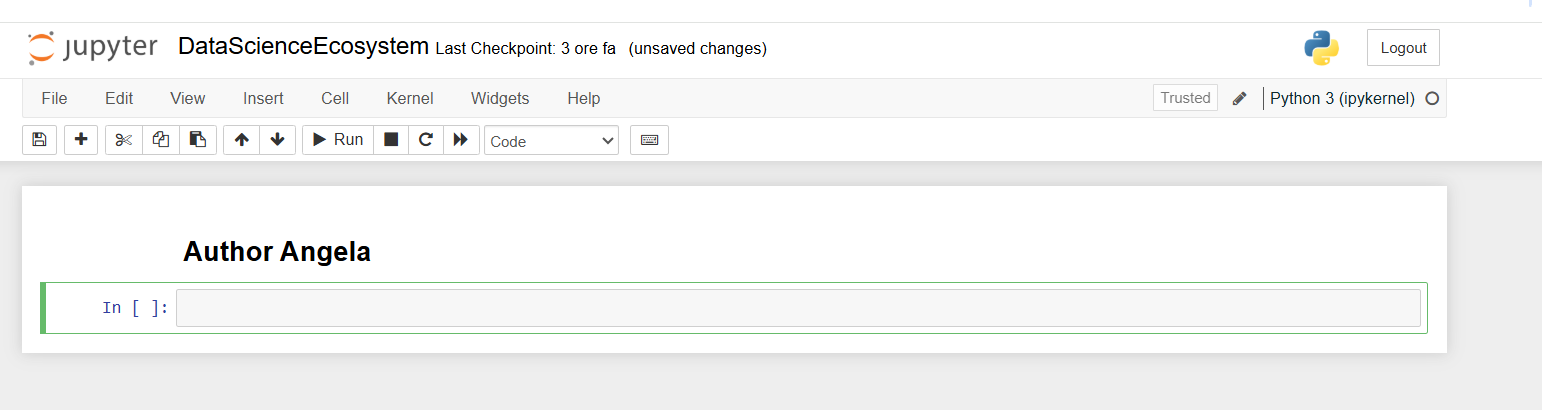 jupyter DataScienceEcosystem Last Checkpoint: 3 ore fa (unsaved changes) Logout
File Edit View Insert Cell Kernel Widgets Help Trusted Python 3 (ipykernel)
Run Code
Author Angela
In [ ]: